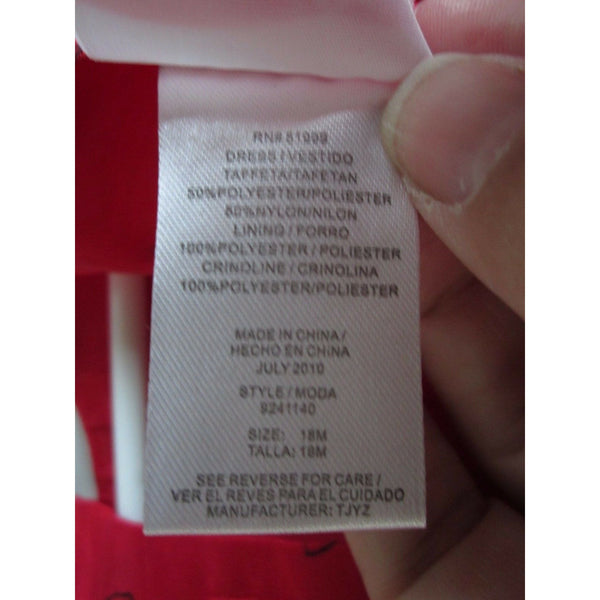 RN# 51999
DRESS / VESTIDO
TAFFETA/TAFETAN
50%POLYESTER/POLIESTER
50%NYLON/NILON
LINING / FORRO
100%POLYESTER / POLIESTER
CRINOLINE / CRINOLINA
100%POLYESTER/POLIESTER
MADE IN CHINA /
HECHO EN CHINA
JULY 2010
STYLE / MODA
9241140
SIZE: 18M
TALLA: 18M
SEE REVERSE FOR CARE /
VER EL REVES PARA EL CUIDADO
MANUFACTURER: TJYZ